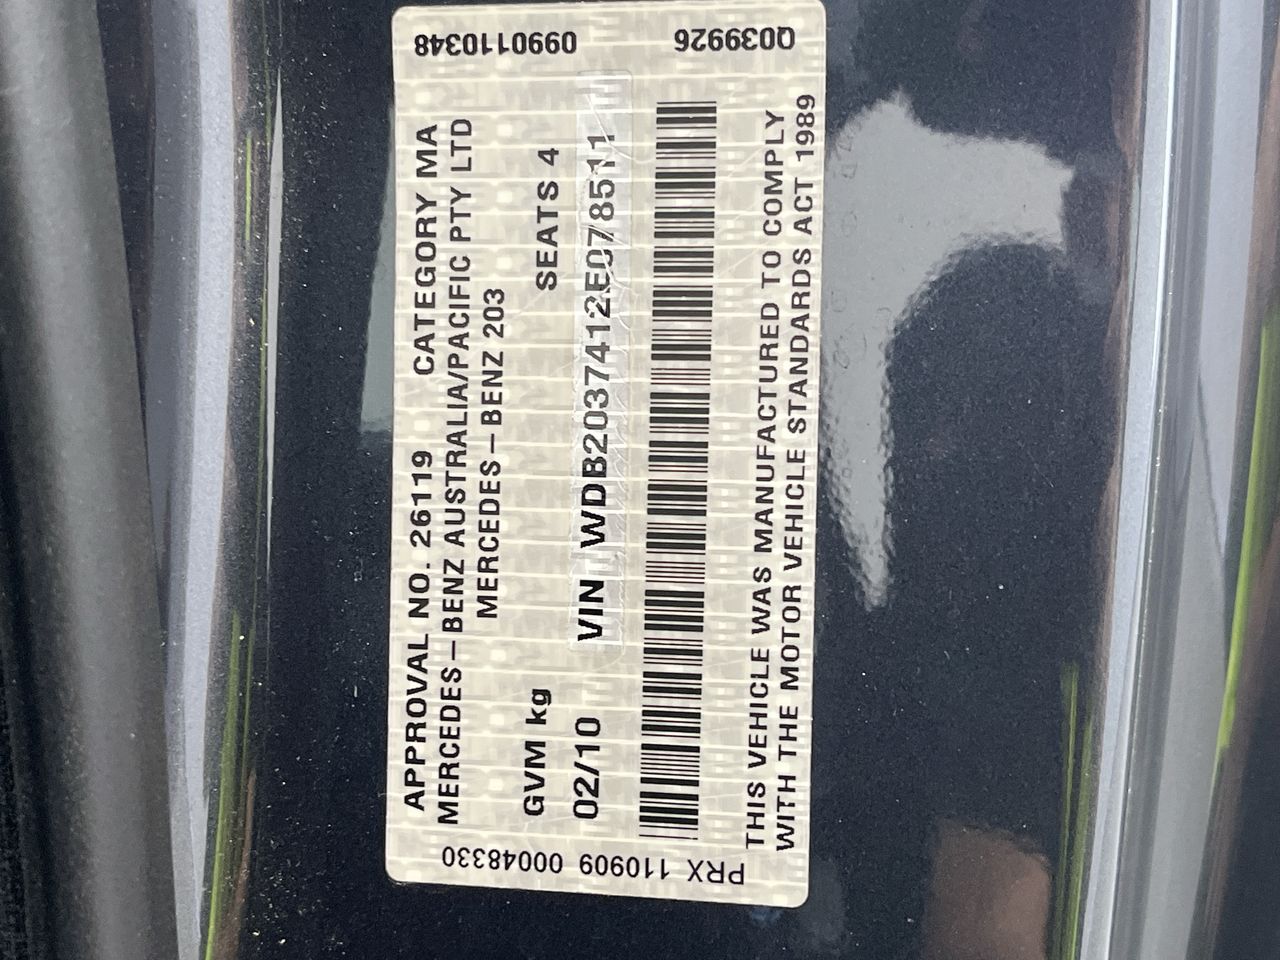 APPROVAL NO. 26119 CATEGORY MA
MERCEDES-BENZ AUSTRALIA/PACIFIC PTY LTD
MERCEDES-BENZ 203
GVM kg SEATS 4
02/10 VIN WDB2037412E078511
THIS VEHICLE WAS MANUFACTURED TO COMPLY
WITH THE MOTOR VEHICLE STANDARDS ACT 1989
0990110348 Q039926
PRX 110909 00048330